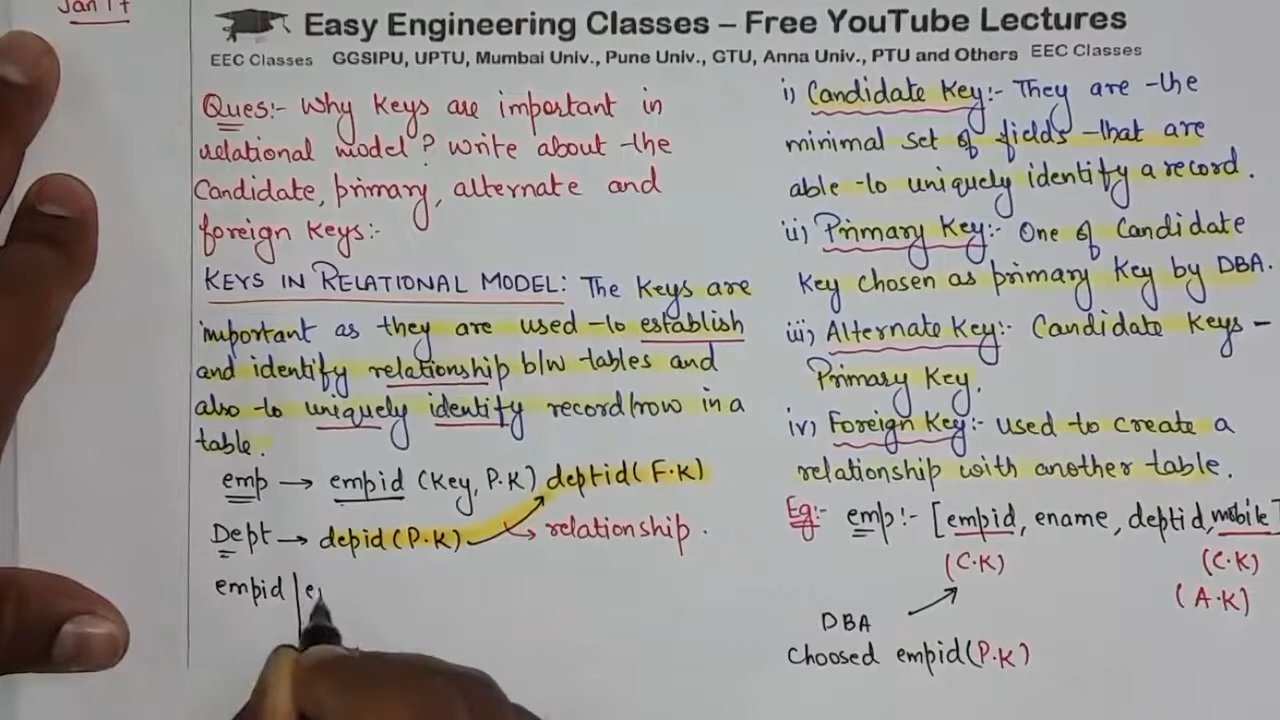 Jan 17
Easy Engineering Classes – Free YouTube Lectures
EEC Classes GGSIPU, UPTU, Mumbai Univ., Pune Univ., GTU, Anna Univ., PTU and Others EEC Classes
Ques:- Why Keys are important in
relational model? Write about the
Candidate, primary, alternate and
foreign Keys:-
KEYS IN RELATIONAL MODEL: The Keys are
important as they are used to establish
and identify relationship b/w tables and
also to uniquely identify record/row in a
table.
emp → empid (Key, P.K) deptid(F.K)
Dept → depid(P.K) → relationship.
empid | e
i) Candidate Key:- They are the
minimal set of fields that are
able to uniquely identify a record.
ii) Primary Key:- One of Candidate
Key chosen as primary Key by DBA.
iii) Alternate Key:- Candidate Keys -
Primary Key.
iv) Foreign Key:- used to create a
relationship with another table.
Eg:- emp:- [empid, ename, deptid, mobile]
(C.K) (C.K)
(A.K)
DBA
Choosed empid(P.K)